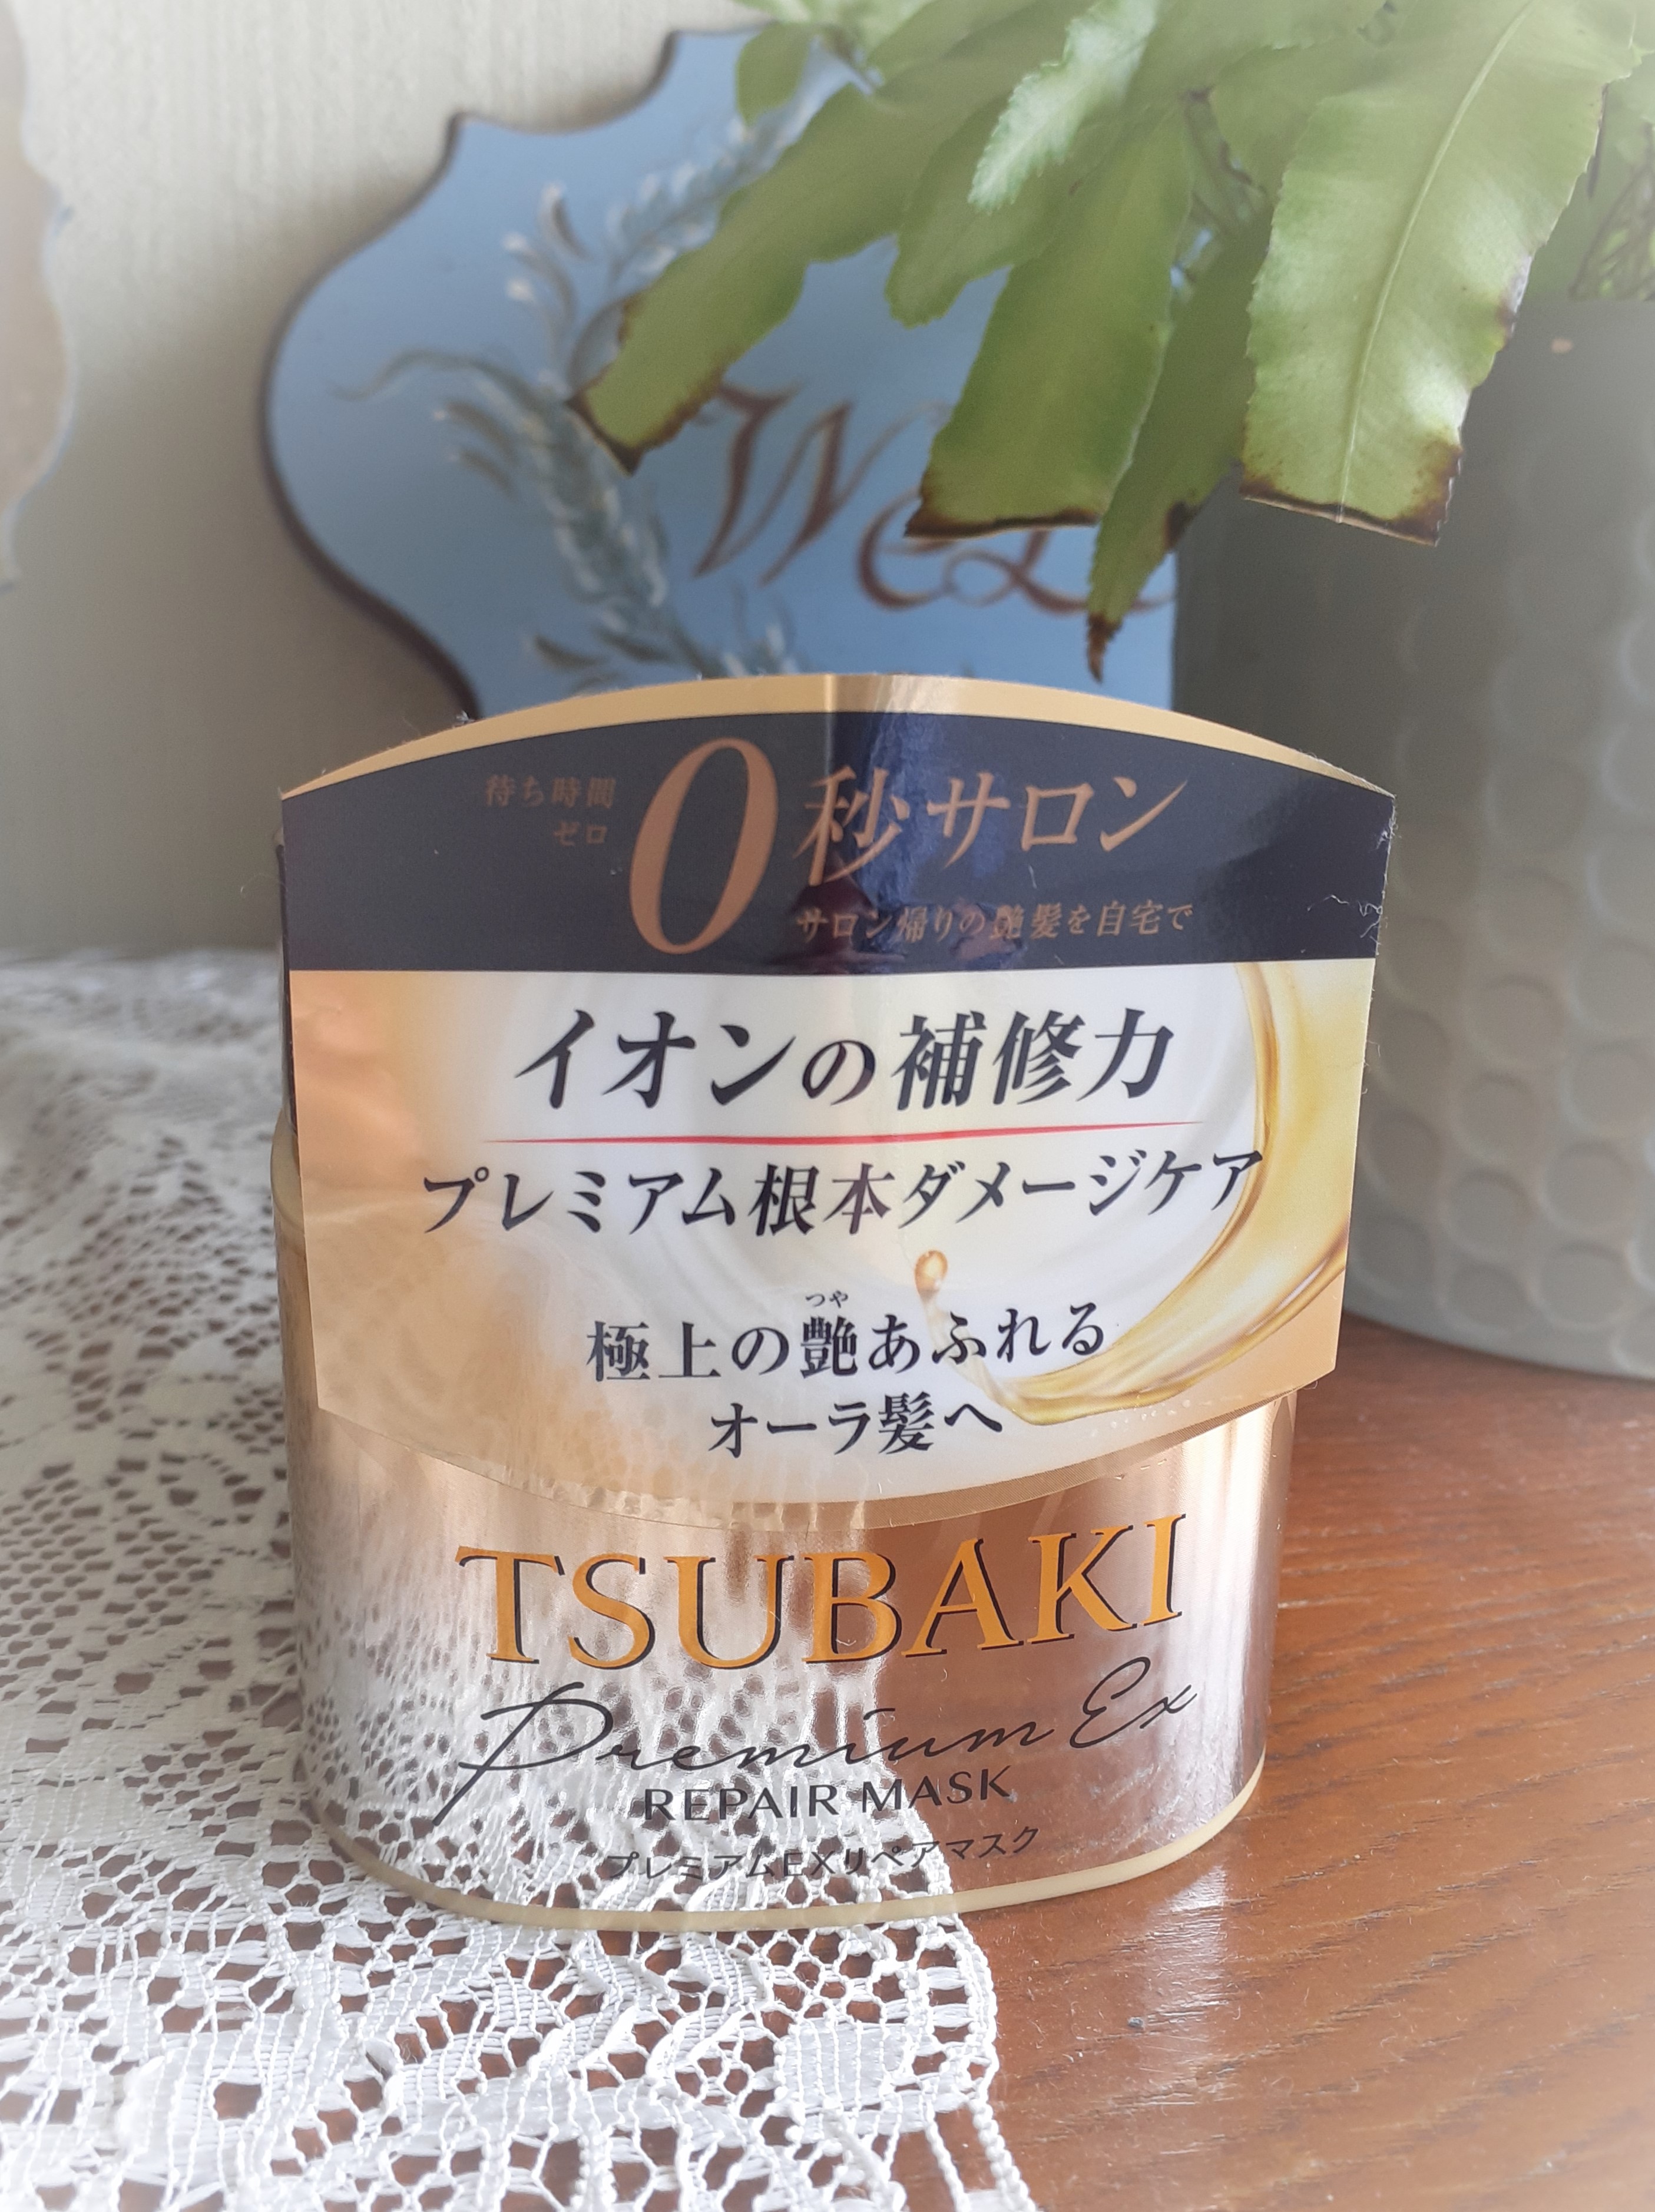 待ち時間
ゼロ
0秒サロン
サロン帰りの艶髪を自宅で
イオンの補修力
プレミアム根本ダメージケア
つや
極上の艶あふれる
オーラ髪へ
TSUBAKI
Premium Ex
REPAIR MASK
プレミアムEXリペアマスク